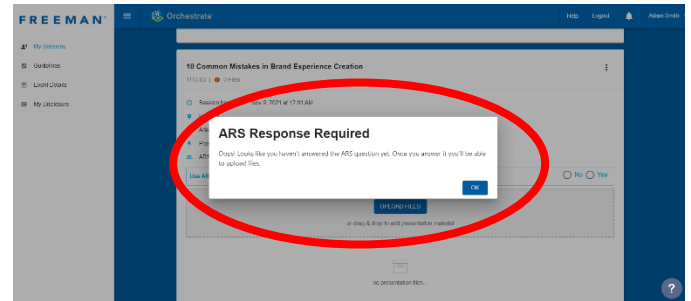 FREEMAN
Orchestrate
Help Logout Adam Smith
My Sessions
Guidelines
Event Details
My Disclosure
10 Common Mistakes in Brand Experience Creation
0 Files
ARS Response Required
Oops! Looks like you haven't answered the ARS question yet. Once you answer it you'll be able
to upload files.
OK
No Yes
UPLOAD FILES
or drag & drop to add presentation material
no presentation files...
?